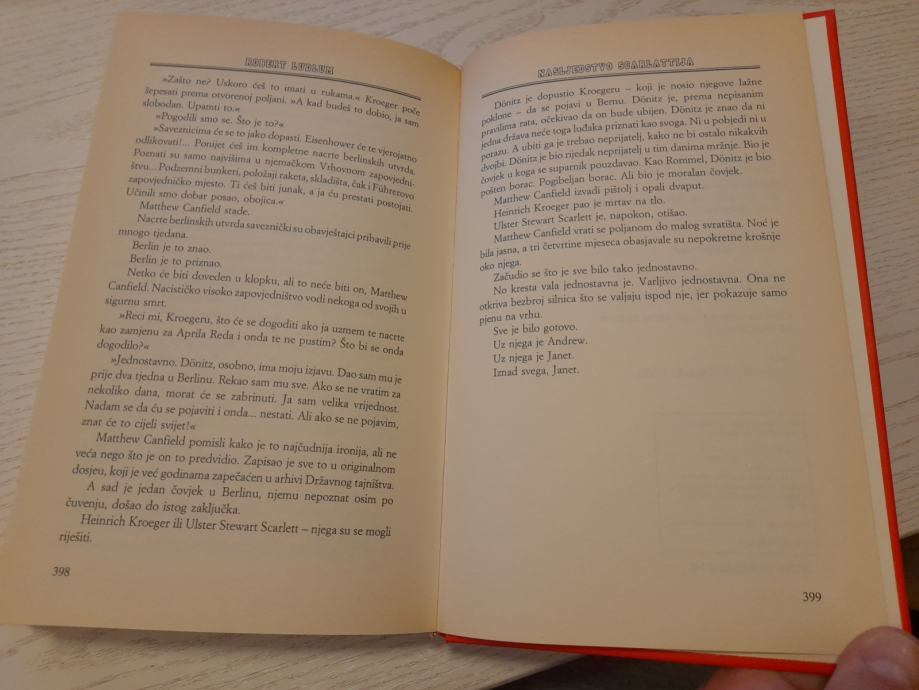 ROBERT LUDLUM
»Zašto ne? Uskoro ćeš to imati u rukama.« Kroeger poče
šepesati prema otvorenoj poljani. »A kad budeš to dobio, ja sam
slobodan. Upamti to.«
»Pogodili smo se. Što je to?«
»Saveznicima će se to jako dopasti. Eisenhower će te vjerojatno
odlikovati!... Ponijet ćeš im kompletne nacrte berlinskih utvrda.
Poznati su samo najvišima u njemačkom Vrhovnom zapovjedni-
štvu... Podzemni bunkeri, položaji raketa, skladišta, čak i Führerovo
zapovjedničko mjesto. Ti ćeš biti junak, a ja ću prestati postojati.
Učinili smo dobar posao, obojica.«
Matthew Canfield stade.
Nacrte berlinskih utvrda saveznički su obavještajci pribavili prije
mnogo tjedana.
Berlin je to znao.
Berlin je to priznao.
Netko će biti doveden u klopku, ali to neće biti on, Matthew
Canfield. Nacističko visoko zapovjedništvo vodi nekoga od svojih u
sigurnu smrt.
»Reci mi, Kroegeru, što će se dogoditi ako ja uzmem te nacrte
kao zamjenu za Aprila Reda i onda te ne pustim? Što bi se onda
dogodilo?«
»Jednostavno. Dönitz, osobno, ima moju izjavu. Dao sam mu je
prije dva tjedna u Berlinu. Rekao sam mu sve. Ako se ne vratim za
nekoliko dana, morat će se zabrinuti. Ja sam velika vrijednost.
Nadam se da ću se pojaviti i onda... nestati. Ali ako se ne pojavim,
znat će to cijeli svijet!«
Matthew Canfield pomisli kako je to najčudnija ironija, ali ne
veća nego što je on to predvidio. Zapisao je sve to u originalnom
dosjeu, koji je već godinama zapečaćen u arhivi Državnog tajništva.
A sad je jedan čovjek u Berlinu, njemu nepoznat osim po
čuvenju, došao do istog zaključka.
Heinrich Kroeger ili Ulster Stewart Scarlett – njega su se mogli
riješiti.
398
NASLJEDSTVO SCARLATTIJA
Dönitz je dopustio Kroegeru – koji je nosio njegove lažne
poklone – da se pojavi u Bernu. Dönitz je, prema nepisanim
pravilima rata, očekivao da on bude ubijen. Dönitz je znao da ni
jedna država neće toga luđaka priznati kao svoga. Ni u pobjedi ni u
porazu. A ubiti ga je trebao neprijatelj, kako ne bi ostalo nikakvih
dvojbi. Dönitz je bio rijedak neprijatelj u tim danima mržnje. Bio je
čovjek u koga se suparnik pouzdavao. Kao Rommel, Dönitz je bio
pošten borac. Pogibeljan borac. Ali bio je moralan čovjek.
Matthew Canfield izvadi pištolj i opali dvaput.
Heinrich Kroeger pao je mrtav na tlo.
Ulster Stewart Scarlett je, napokon, otišao.
Matthew Canfield vrati se poljanom do malog svratišta. Noć je
bila jasna, a tri četvrtine mjeseca obasjavale su nepokretne krošnje
oko njega.
Začudio se što je sve bilo tako jednostavno.
No kresta vala jednostavna je. Varljivo jednostavna. Ona ne
otkriva bezbroj silnica što se valjaju ispod nje, jer pokazuje samo
pjenu na vrhu.
Sve je bilo gotovo.
Uz njega je Andrew.
Uz njega je Janet.
Iznad svega, Janet.
399